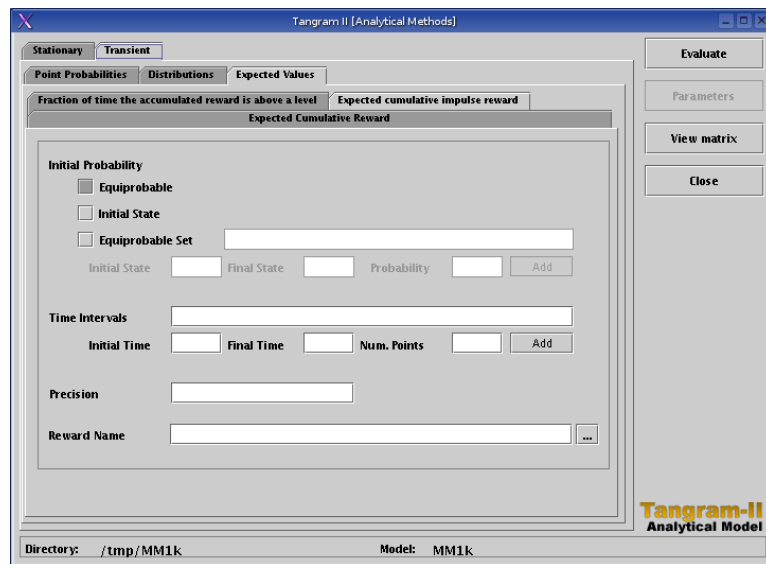 Tangram II [Analytical Methods]
Stationary Transient
Evaluate
Point Probabilities Distributions Expected Values
Fraction of time the accumulated reward is above a level Expected cumulative impulse reward
Parameters
Expected Cumulative Reward
View matrix
Initial Probability
Close
Equiprobable
Initial State
Equiprobable Set
Initial State Final State Probability Add
Time Intervals
Initial Time Final Time Num. Points Add
Precision
Reward Name ...
Tangram-II
Analytical Model
Directory: /tmp/MM1k Model: MM1k